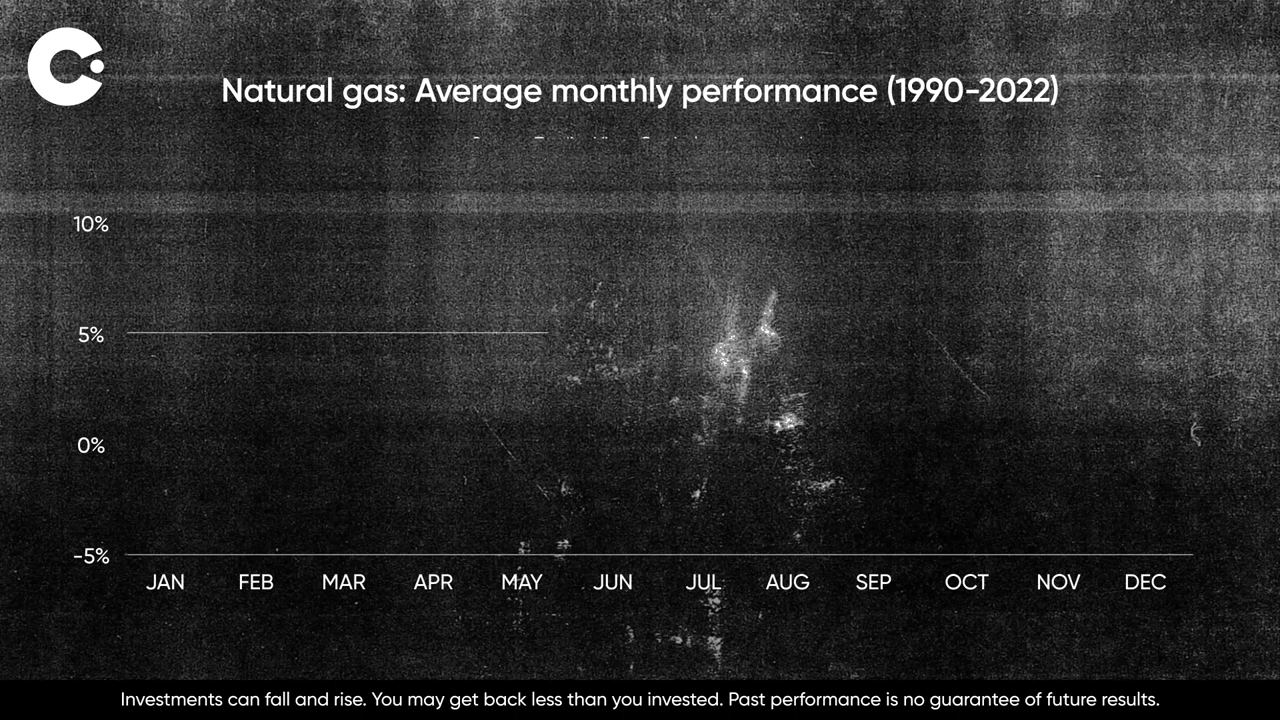 Natural gas: Average monthly performance (1990-2022)
10%
5%
0%
-5%
JAN FEB MAR APR MAY JUN JUL AUG SEP OCT NOV DEC
Investments can fall and rise. You may get back less than you invested. Past performance is no guarantee of future results.